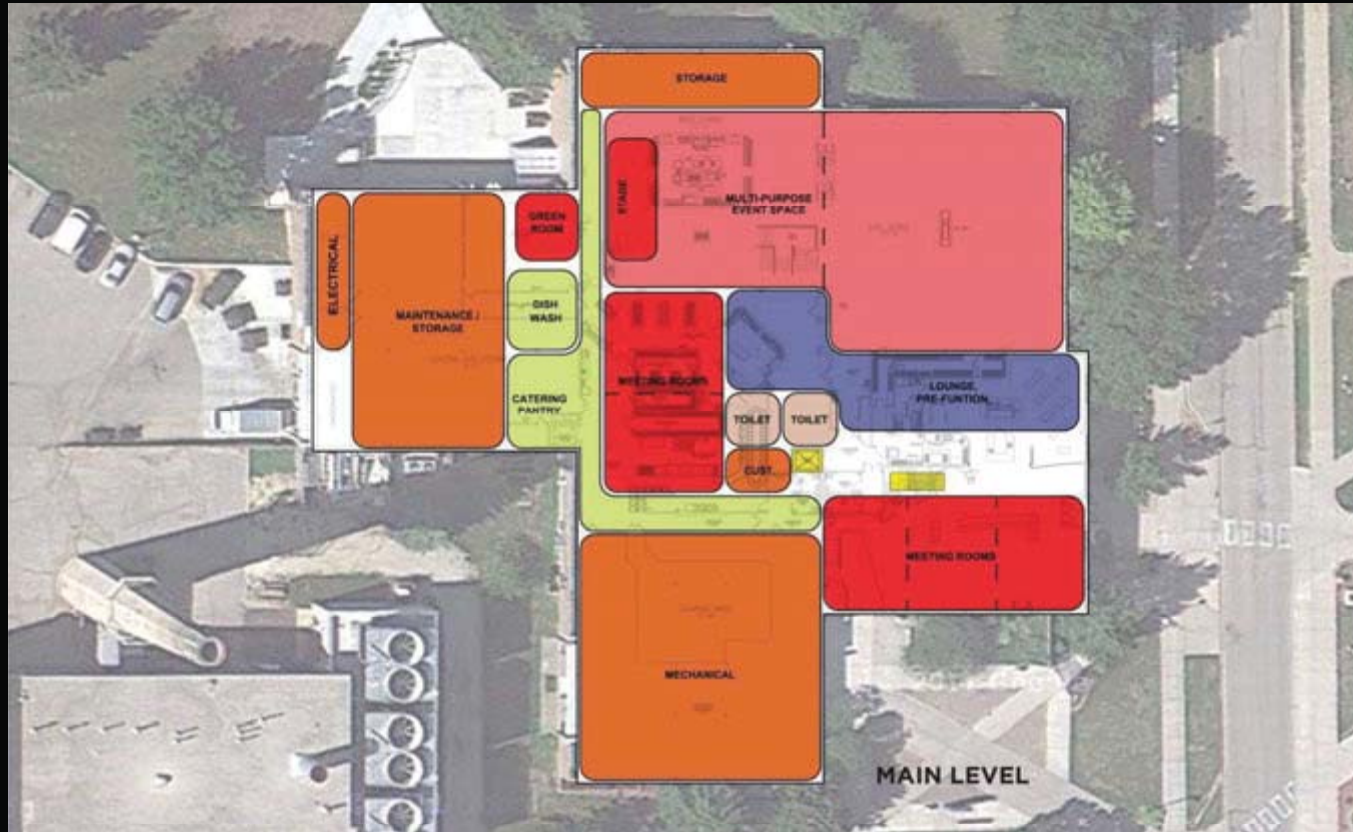 STORAGE
STAGE
MULTI-PURPOSE
EVENT SPACE
GREEN
ROOM
ELECTRICAL
MAINTENANCE /
STORAGE
DISH
WASH
CATERING
PANTRY
MEETING ROOMS
LOUNGE,
PRE-FUNTION
TOILET
TOILET
CUST.
MEETING ROOMS
MECHANICAL
MAIN LEVEL